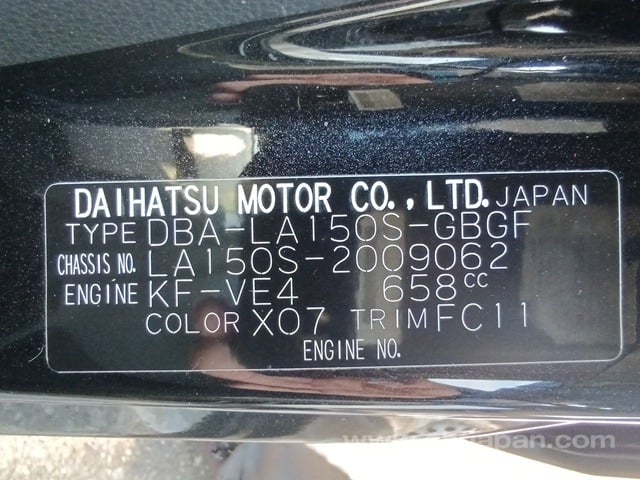 DAIHATSU MOTOR CO., LTD. JAPAN
TYPE DBA-LA150S-GBGF
CHASSIS NO. LA150S-2009062
ENGINE KF-VE4 658cc
COLOR X07 TRIM FC11
ENGINE NO.